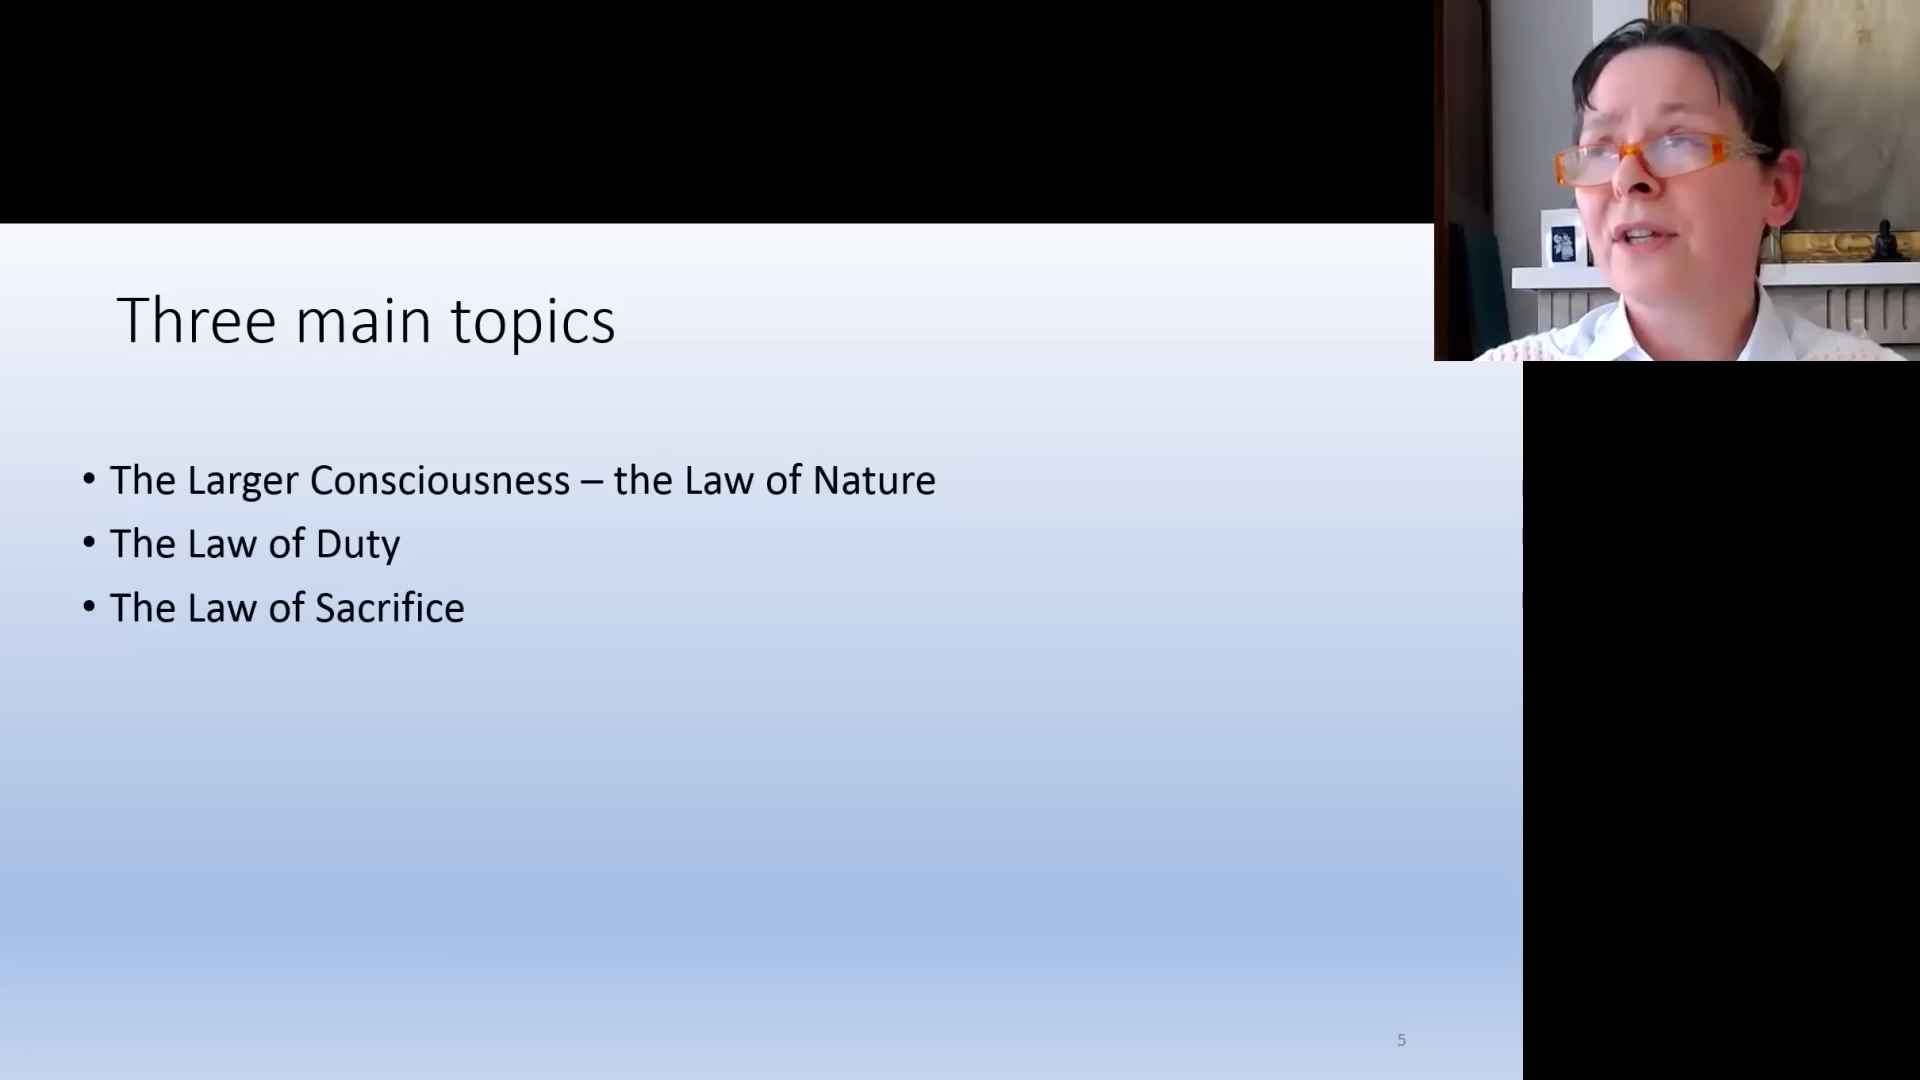 Three main topics
• The Larger Consciousness – the Law of Nature
• The Law of Duty
• The Law of Sacrifice
5